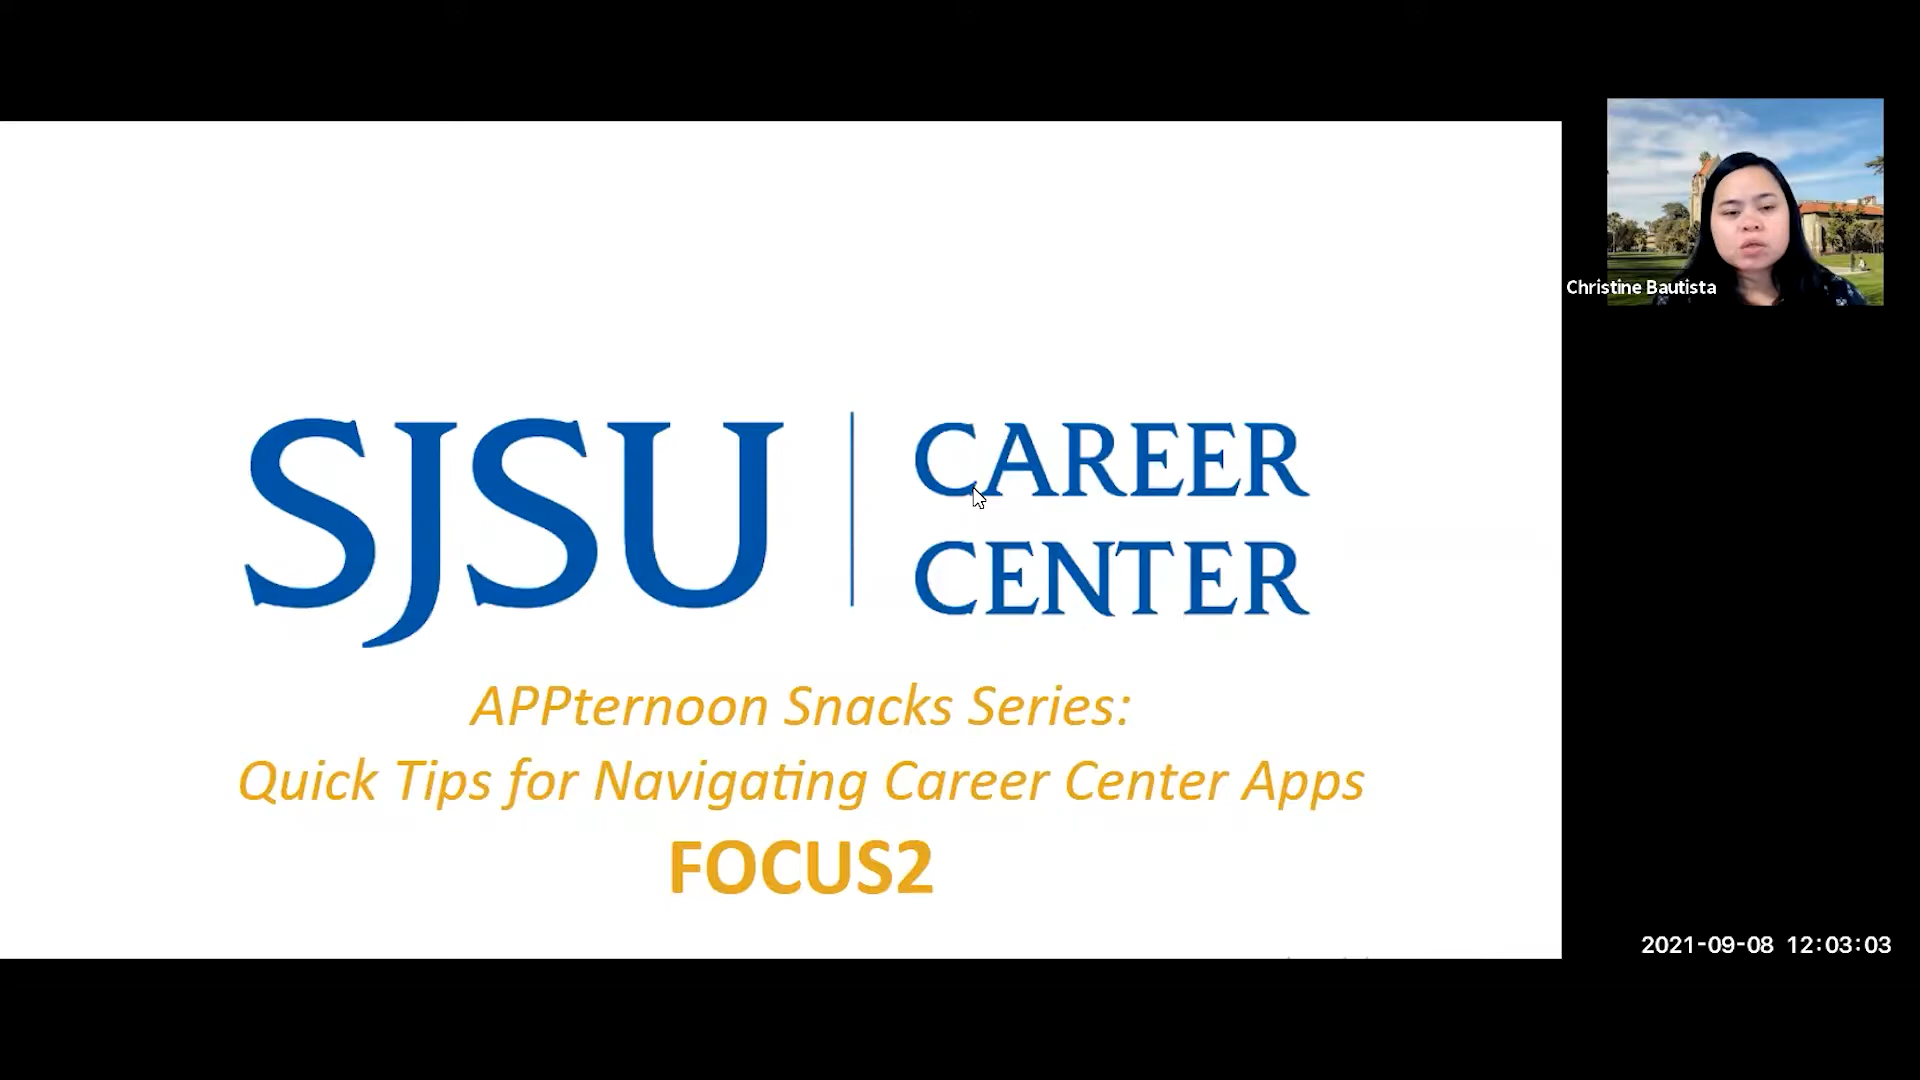 Christine Bautista
SJSU
CAREER
CENTER
APPternoon Snacks Series:
Quick Tips for Navigating Career Center Apps
FOCUS2
2021-09-08 12:03:03